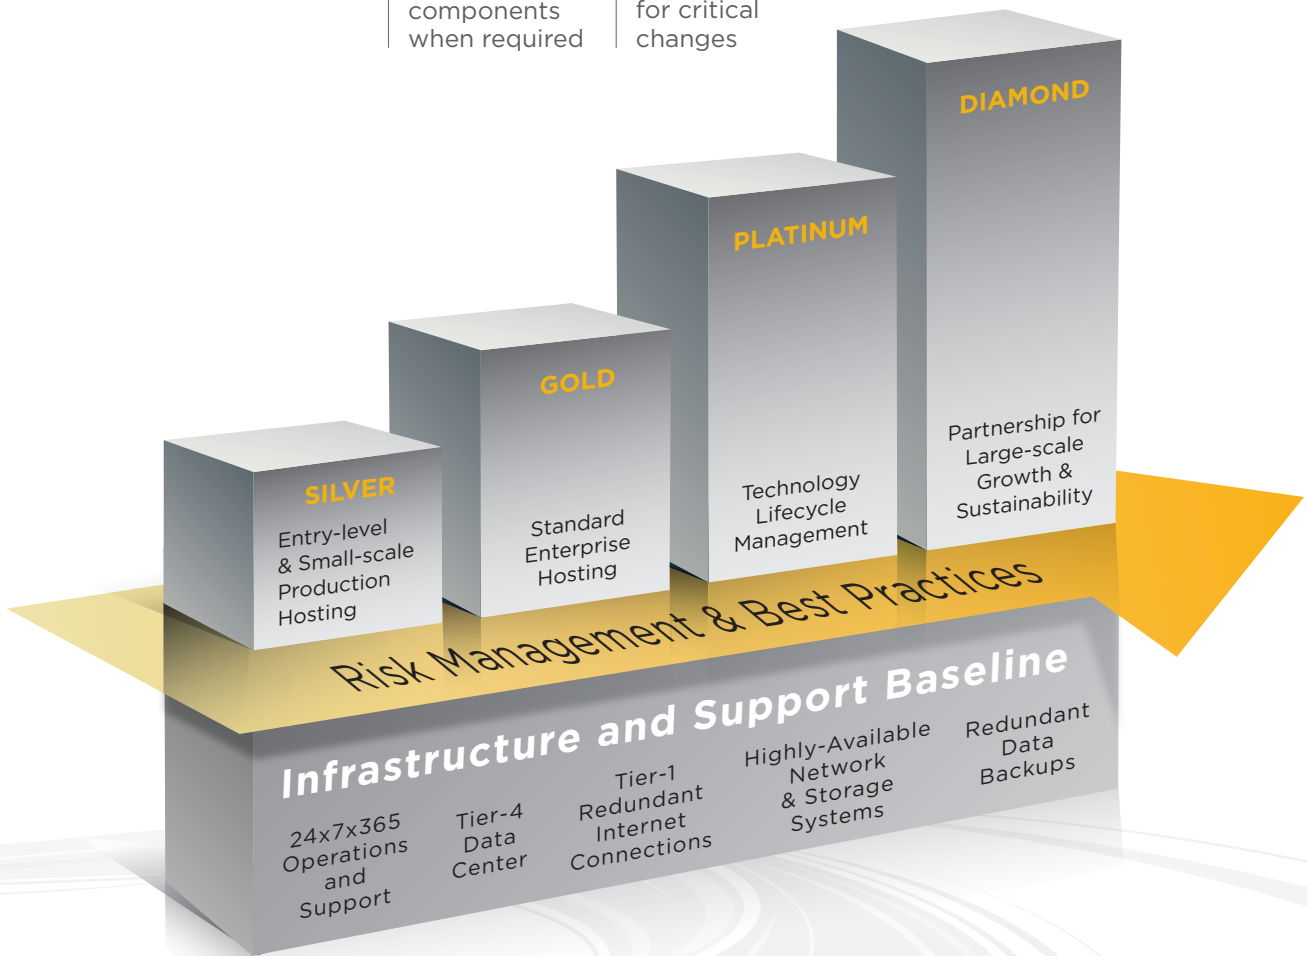 components
when required
for critical
changes
DIAMOND
Partnership for
Large-scale
Growth &
Sustainability
PLATINUM
Technology
Lifecycle
Management
GOLD
Standard
Enterprise
Hosting
SILVER
Entry-level
& Small-scale
Production
Hosting
Risk Management & Best Practices
Infrastructure and Support Baseline
24x7x365
Operations
and
Support
Tier-4
Data
Center
Tier-1
Redundant
Internet
Connections
Highly-Available
Network
& Storage
Systems
Redundant
Data
Backups